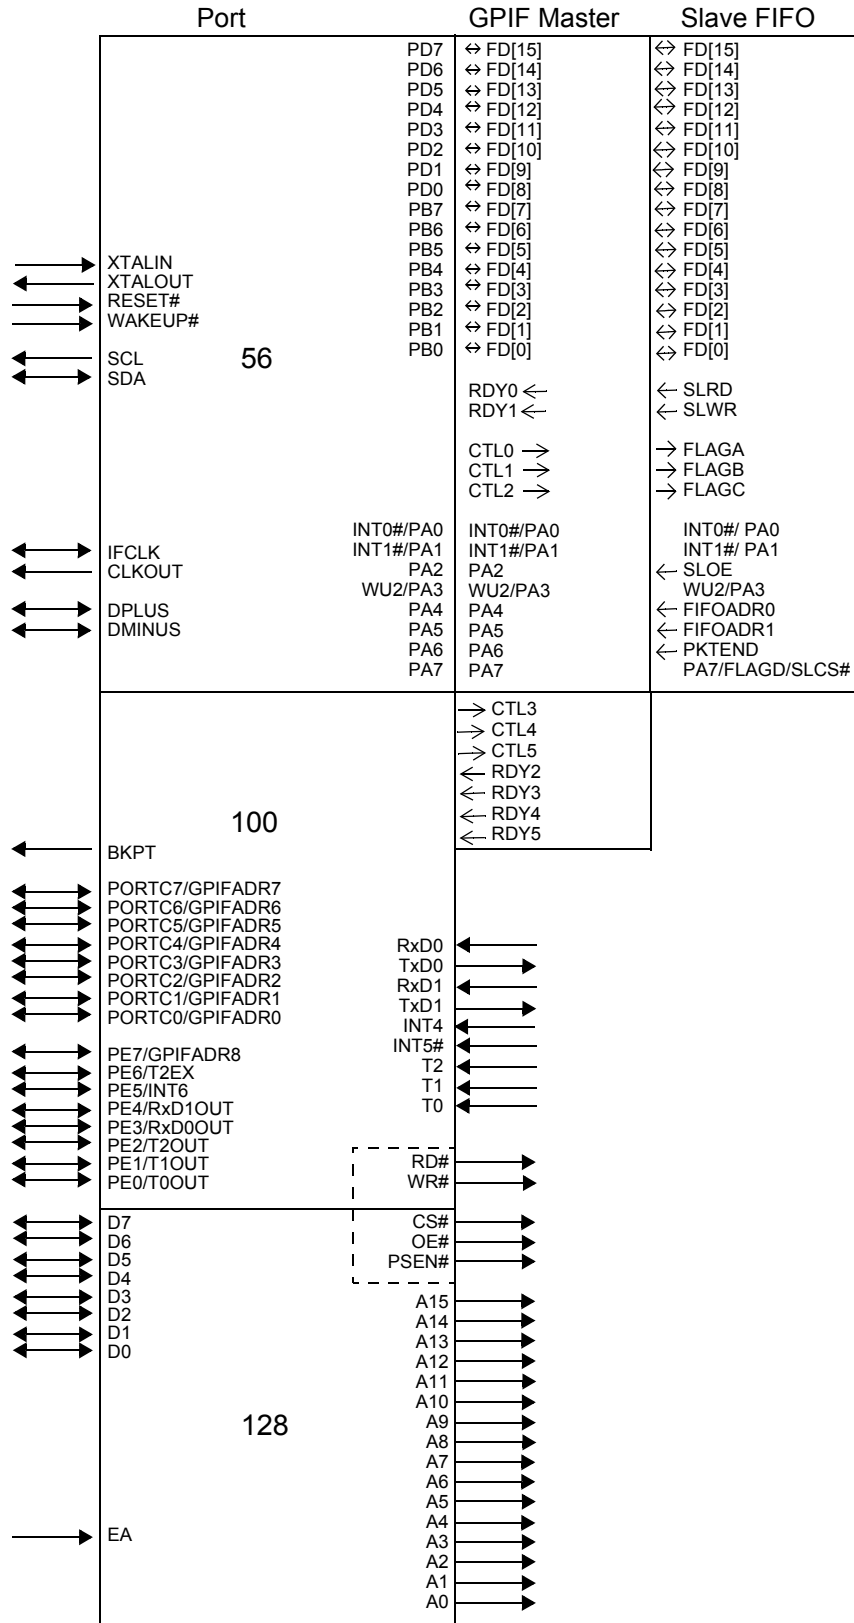 Port GPIF Master Slave FIFO
PD7 FD[15] FD[15]
PD6 FD[14] FD[14]
PD5 FD[13] FD[13]
PD4 FD[12] FD[12]
PD3 FD[11] FD[11]
PD2 FD[10] FD[10]
PD1 FD[9] FD[9]
PD0 FD[8] FD[8]
PB7 FD[7] FD[7]
PB6 FD[6] FD[6]
PB5 FD[5] FD[5]
XTALIN PB4 FD[4] FD[4]
XTALOUT PB3 FD[3] FD[3]
RESET# PB2 FD[2] FD[2]
WAKEUP# PB1 FD[1] FD[1]
SCL 56 PB0 FD[0] FD[0]
SDA
RDY0 SLRD
RDY1 SLWR
CTL0 FLAGA
CTL1 FLAGB
CTL2 FLAGC
INT0#/PA0 INT0#/PA0 INT0#/ PA0
IFCLK INT1#/PA1 INT1#/PA1 INT1#/ PA1
CLKOUT PA2 PA2 SLOE
WU2/PA3 WU2/PA3 WU2/PA3
DPLUS PA4 PA4 FIFOADR0
DMINUS PA5 PA5 FIFOADR1
PA6 PA6 PKTEND
PA7 PA7 PA7/FLAGD/SLCS#
CTL3
CTL4
CTL5
RDY2
RDY3
100 RDY4
RDY5
BKPT
PORTC7/GPIFADR7
PORTC6/GPIFADR6
PORTC5/GPIFADR5
PORTC4/GPIFADR4 RxD0
PORTC3/GPIFADR3 TxD0
PORTC2/GPIFADR2 RxD1
PORTC1/GPIFADR1 TxD1
PORTC0/GPIFADR0 INT4
PE7/GPIFADR8 INT5#
PE6/T2EX T2
PE5/INT6 T1
PE4/RxD1OUT T0
PE3/RxD0OUT
PE2/T2OUT
PE1/T1OUT RD#
PE0/T0OUT WR#
D7 CS#
D6 OE#
D5 PSEN#
D4
D3 A15
D2 A14
D1 A13
D0 A12
A11
A10
128 A9
A8
A7
A6
A5
A4
EA A3
A2
A1
A0